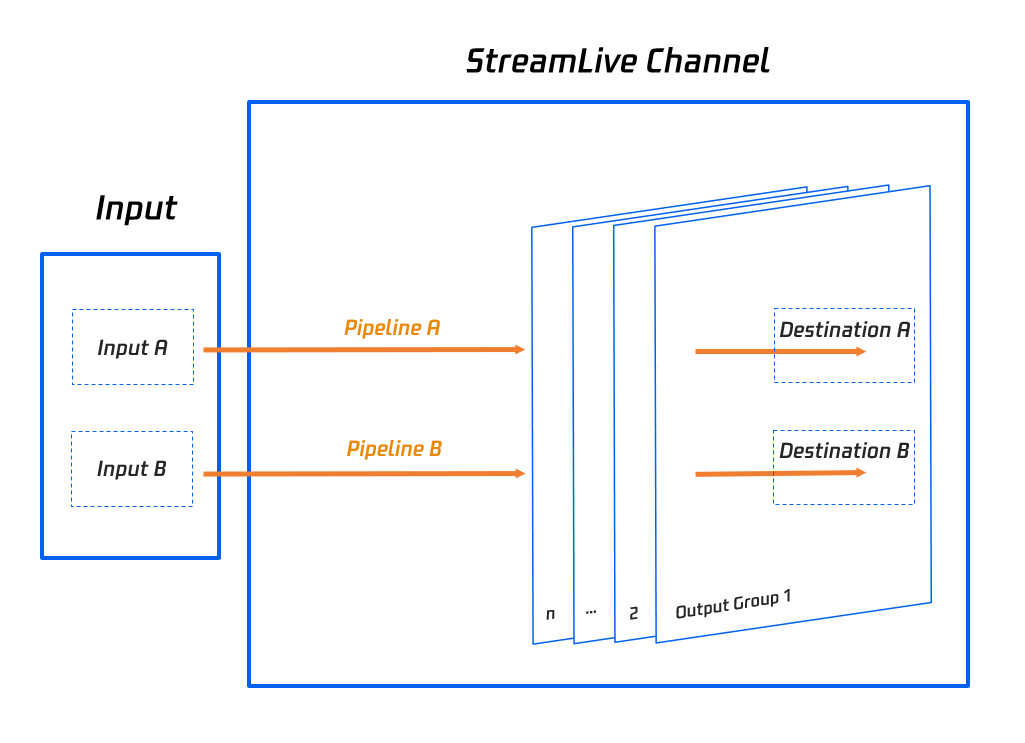 StreamLive Channel
Input
Input A
Pipeline A
Destination A
Input B
Pipeline B
Destination B
n
...
2
Output Group 1